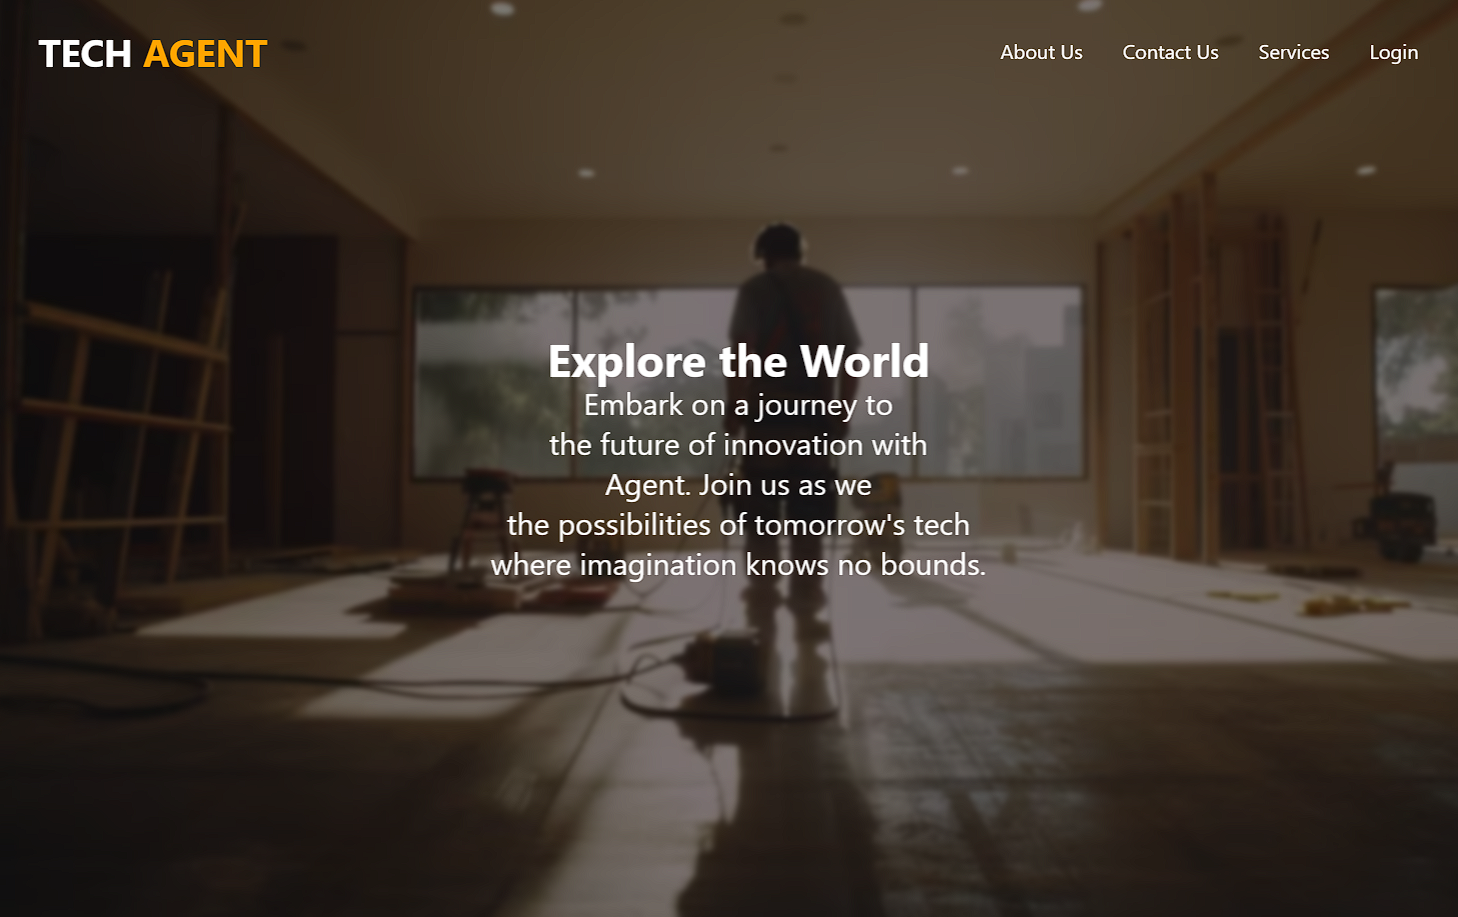 TECH AGENT
About Us Contact Us Services Login
Explore the World
Embark on a journey to
the future of innovation with
Agent. Join us as we
the possibilities of tomorrow's tech
where imagination knows no bounds.